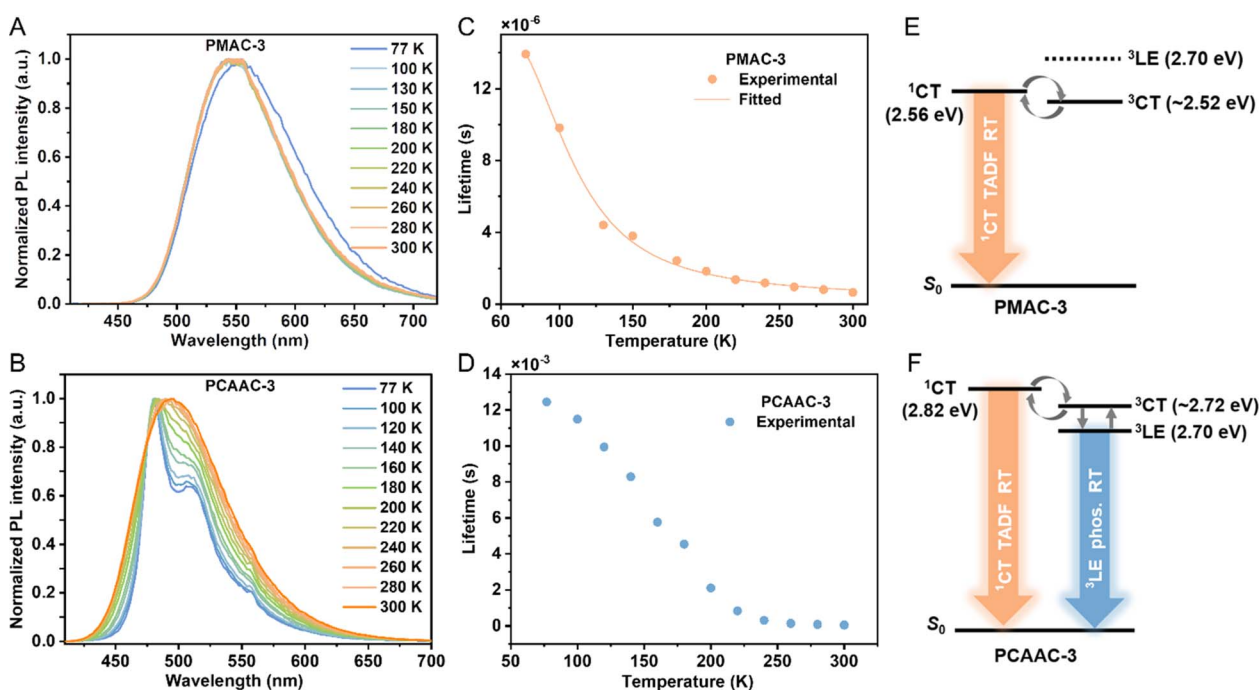 A
PMAC-3
77 K
100 K
130 K
150 K
180 K
200 K
220 K
240 K
260 K
280 K
300 K
Normalized PL intensity (a.u.)
1.0
0.8
0.6
0.4
0.2
0.0
450 500 550 600 650 700
Wavelength (nm)
C
×10⁻⁶
PMAC-3
Experimental
Fitted
Lifetime (s)
12
8
4
0
60 100 150 200 250 300
Temperature (K)
E
³LE (2.70 eV)
¹CT
(2.56 eV)
³CT (~2.52 eV)
¹CT TADF RT
S₀
PMAC-3
B
PCAAC-3
77 K
100 K
120 K
140 K
160 K
180 K
200 K
220 K
240 K
260 K
280 K
300 K
Normalized PL intensity (a.u.)
1.0
0.8
0.6
0.4
0.2
0.0
450 500 550 600 650 700
Wavelength (nm)
D
×10⁻³
PCAAC-3
Experimental
Lifetime (s)
14
12
10
8
6
4
2
0
50 100 150 200 250 300
Temperature (K)
F
¹CT
(2.82 eV)
³CT (~2.72 eV)
³LE (2.70 eV)
¹CT TADF RT
³LE phos. RT
S₀
PCAAC-3